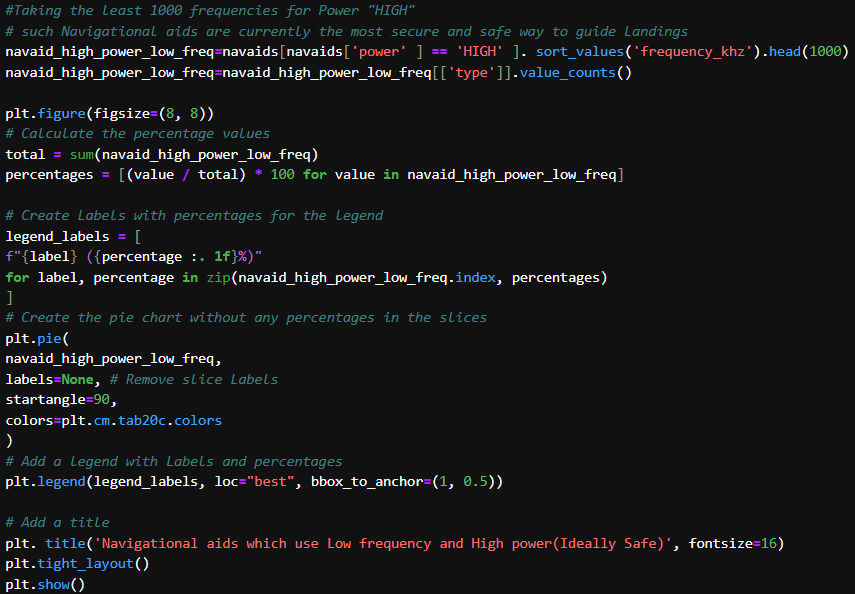 #Taking the Least 1000 frequencies for Power "HIGH"
# such Navigational aids are currently the most secure and safe way to guide Landings
navaid_high_power_low_freq=navaids[navaids['power' ] == 'HIGH' ]. sort_values('frequency_khz').head(1000)
navaid_high_power_low_freq=navaid_high_power_low_freq[['type']].value_counts()

plt.figure(figsize=(8, 8))
# Calculate the percentage values
total = sum(navaid_high_power_low_freq)
percentages = [(value / total) * 100 for value in navaid_high_power_low_freq]

# Create Labels with percentages for the legend
legend_labels = [
f"{label} ({percentage :. 1f}%)"
for label, percentage in zip(navaid_high_power_low_freq.index, percentages)
]
# Create the pie chart without any percentages in the slices
plt.pie(
navaid_high_power_low_freq,
labels=None, # Remove slice Labels
startangle=90,
colors=plt.cm.tab20c.colors
)
# Add a legend with Labels and percentages
plt.legend(legend_labels, loc="best", bbox_to_anchor=(1, 0.5))

# Add a title
plt. title('Navigational aids which use Low frequency and High power(Ideally Safe)', fontsize=16)
plt.tight_layout()
plt.show()